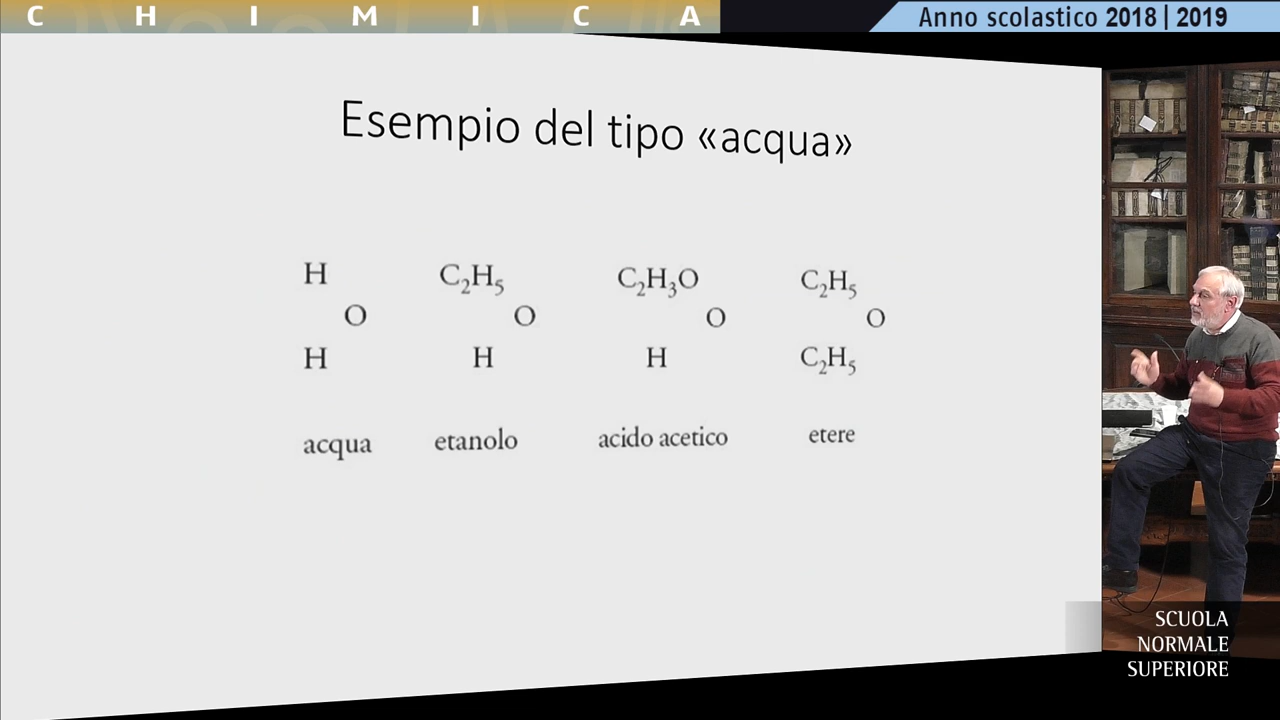 CHIMICA
Anno scolastico 2018 | 2019
Esempio del tipo «acqua»
H C₂H₅ C₂H₃O C₂H₅
O O O O
H H H C₂H₅
acqua etanolo acido acetico etere
SCUOLA
NORMALE
SUPERIORE